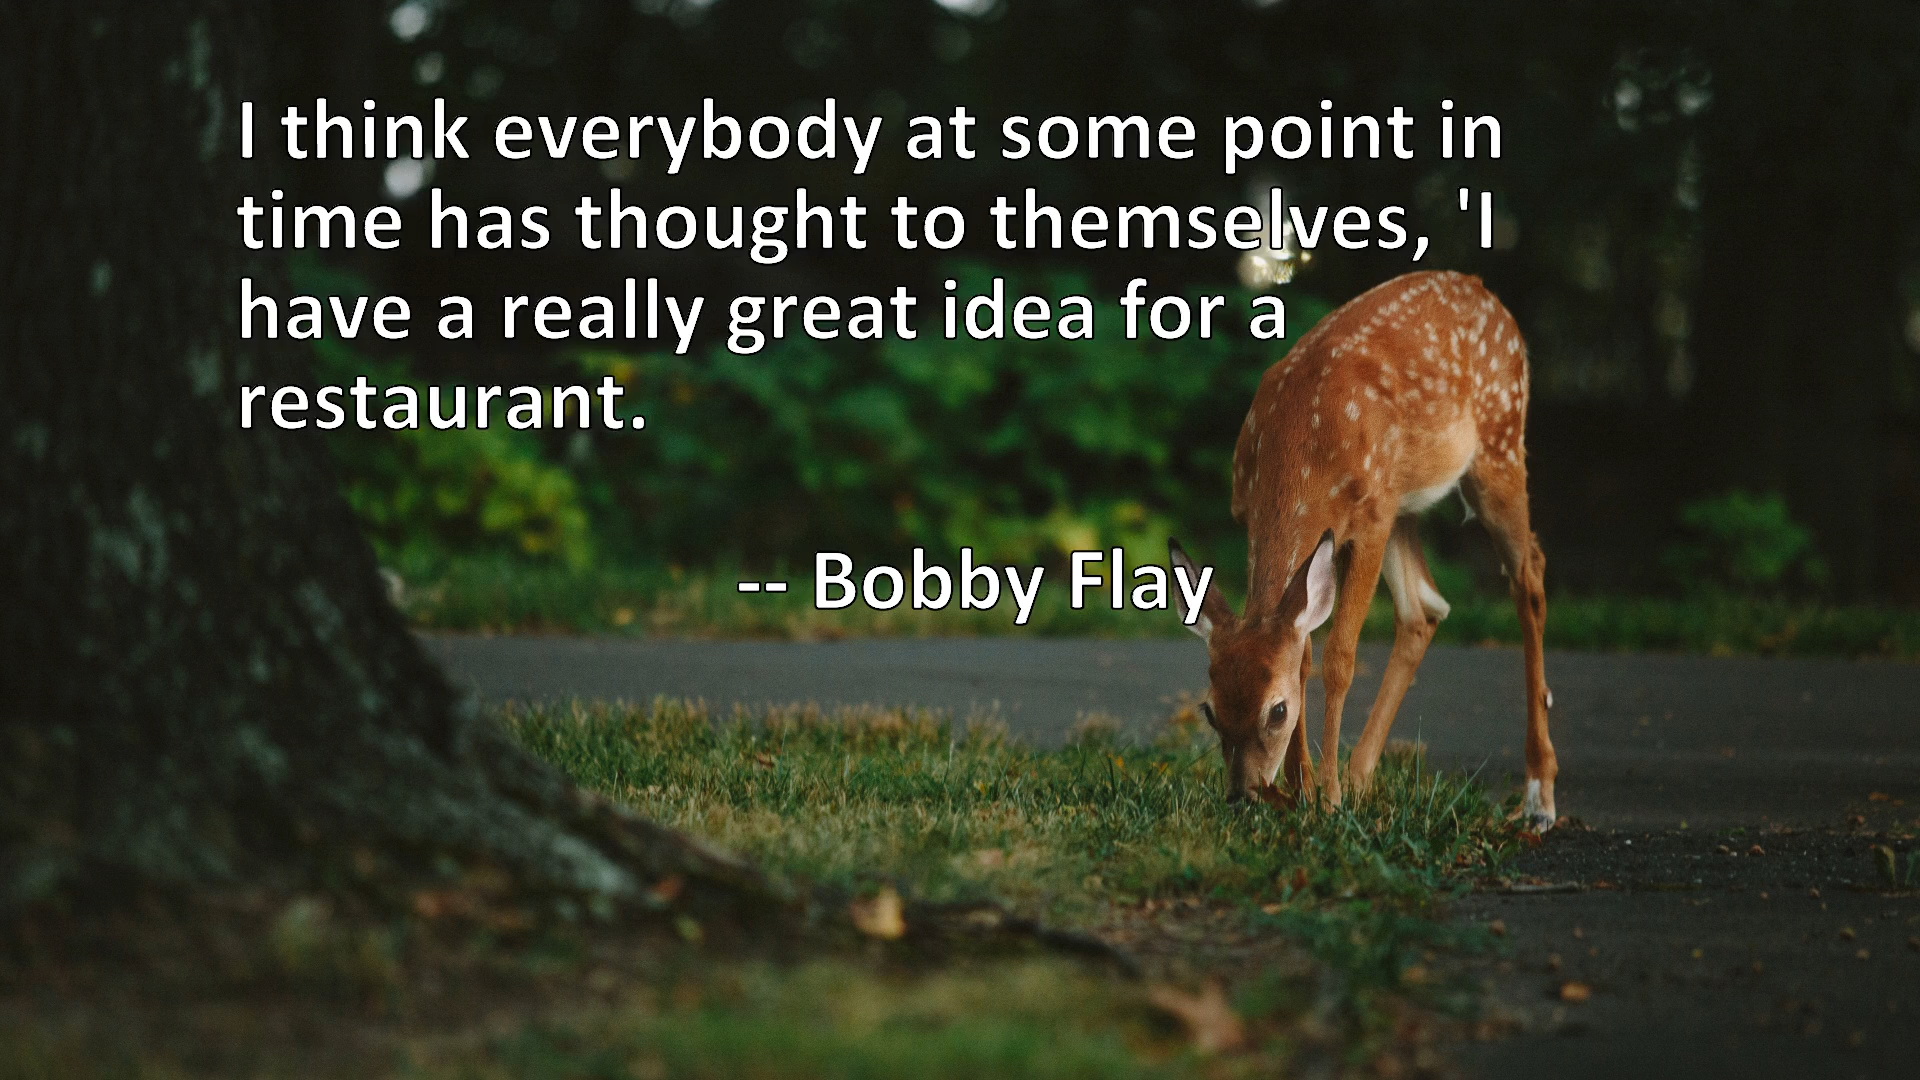 I think everybody at some point in
time has thought to themselves, 'I
have a really great idea for a
restaurant.
-- Bobby Flay